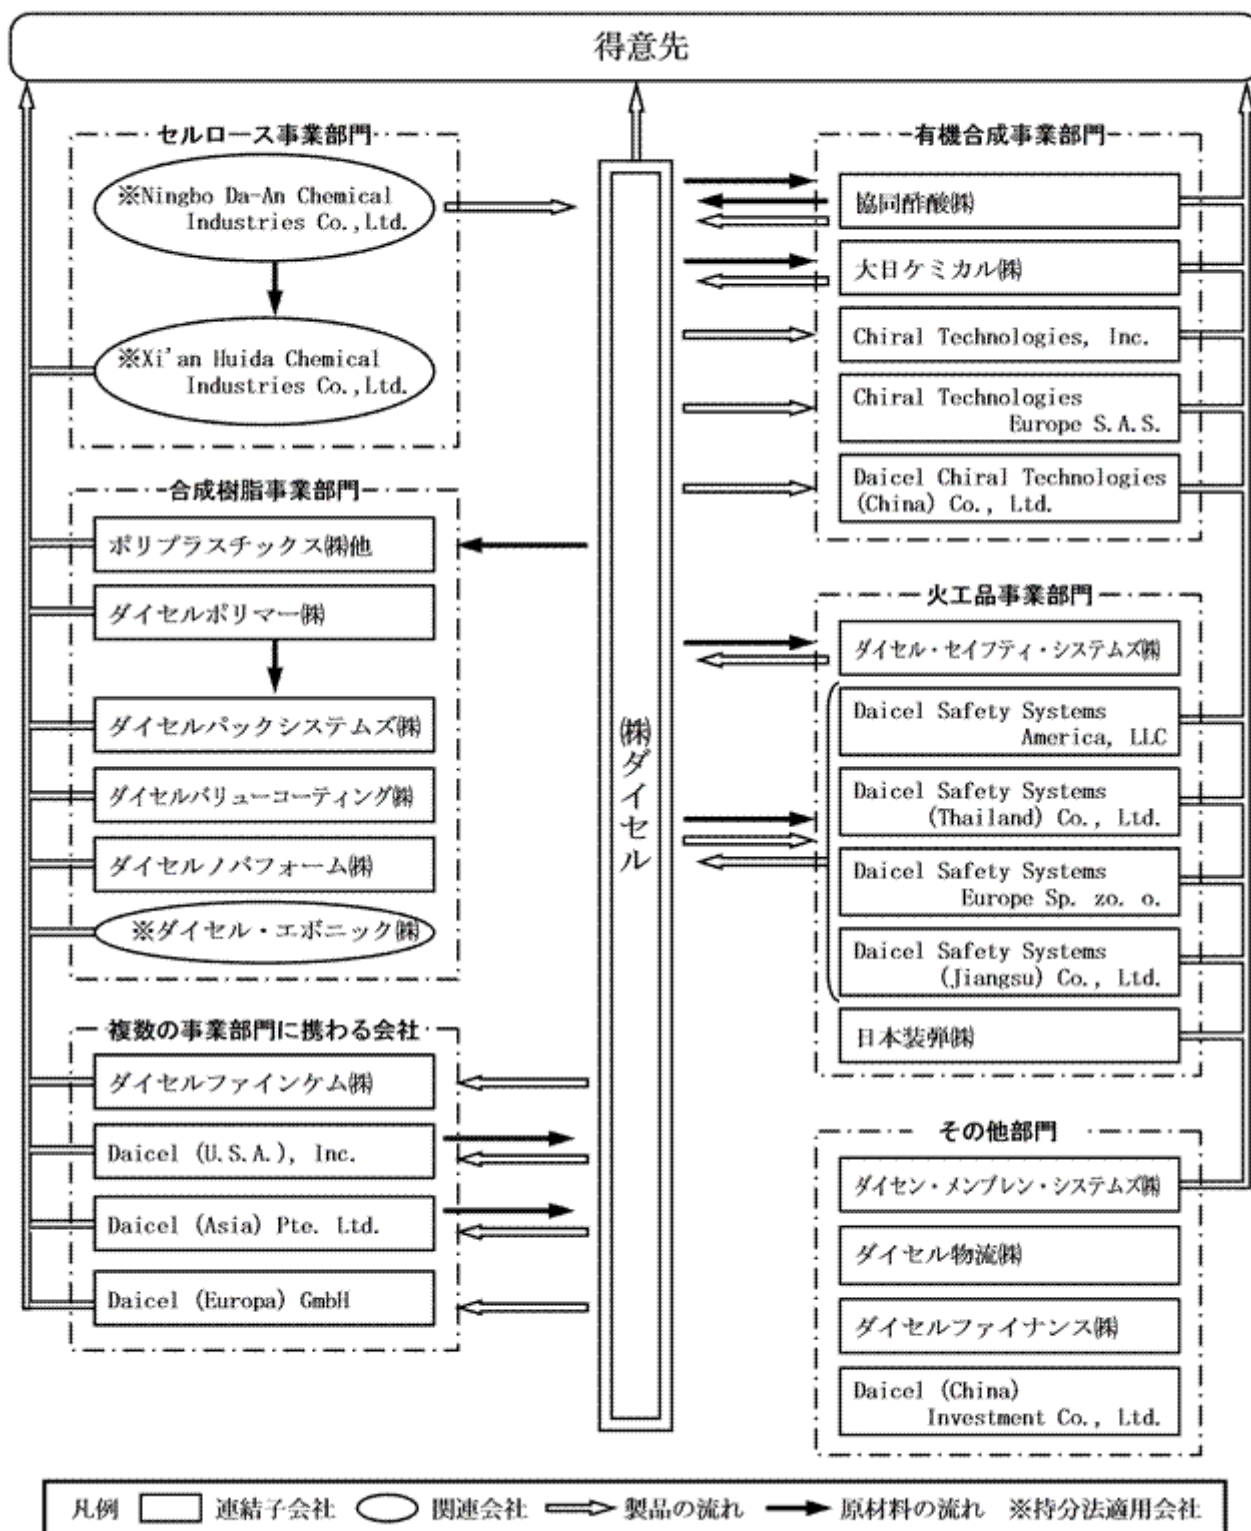 得意先
セルロース事業部門
※Ningbo Da-An Chemical
Industries Co.,Ltd.
※Xi'an Huida Chemical
Industries Co.,Ltd.
合成樹脂事業部門
ポリプラスチックス㈱他
ダイセルポリマー㈱
ダイセルパックシステムズ㈱
ダイセルバリューコーティング㈱
ダイセルノバフォーム㈱
※ダイセル・エボニック㈱
複数の事業部門に携わる会社
ダイセルファインケム㈱
Daicel (U.S.A.), Inc.
Daicel (Asia) Pte. Ltd.
Daicel (Europa) GmbH
㈱ダイセル
有機合成事業部門
協同酢酸㈱
大日ケミカル㈱
Chiral Technologies, Inc.
Chiral Technologies
Europe S.A.S.
Daicel Chiral Technologies
(China) Co., Ltd.
火工品事業部門
ダイセル・セイフティ・システムズ㈱
Daicel Safety Systems
America, LLC
Daicel Safety Systems
(Thailand) Co., Ltd.
Daicel Safety Systems
Europe Sp. zo. o.
Daicel Safety Systems
(Jiangsu) Co., Ltd.
日本装弾㈱
その他部門
ダイセン・メンブレン・システムズ㈱
ダイセル物流㈱
ダイセルファイナンス㈱
Daicel (China)
Investment Co., Ltd.
凡例 連結子会社 関連会社 製品の流れ 原材料の流れ ※持分法適用会社